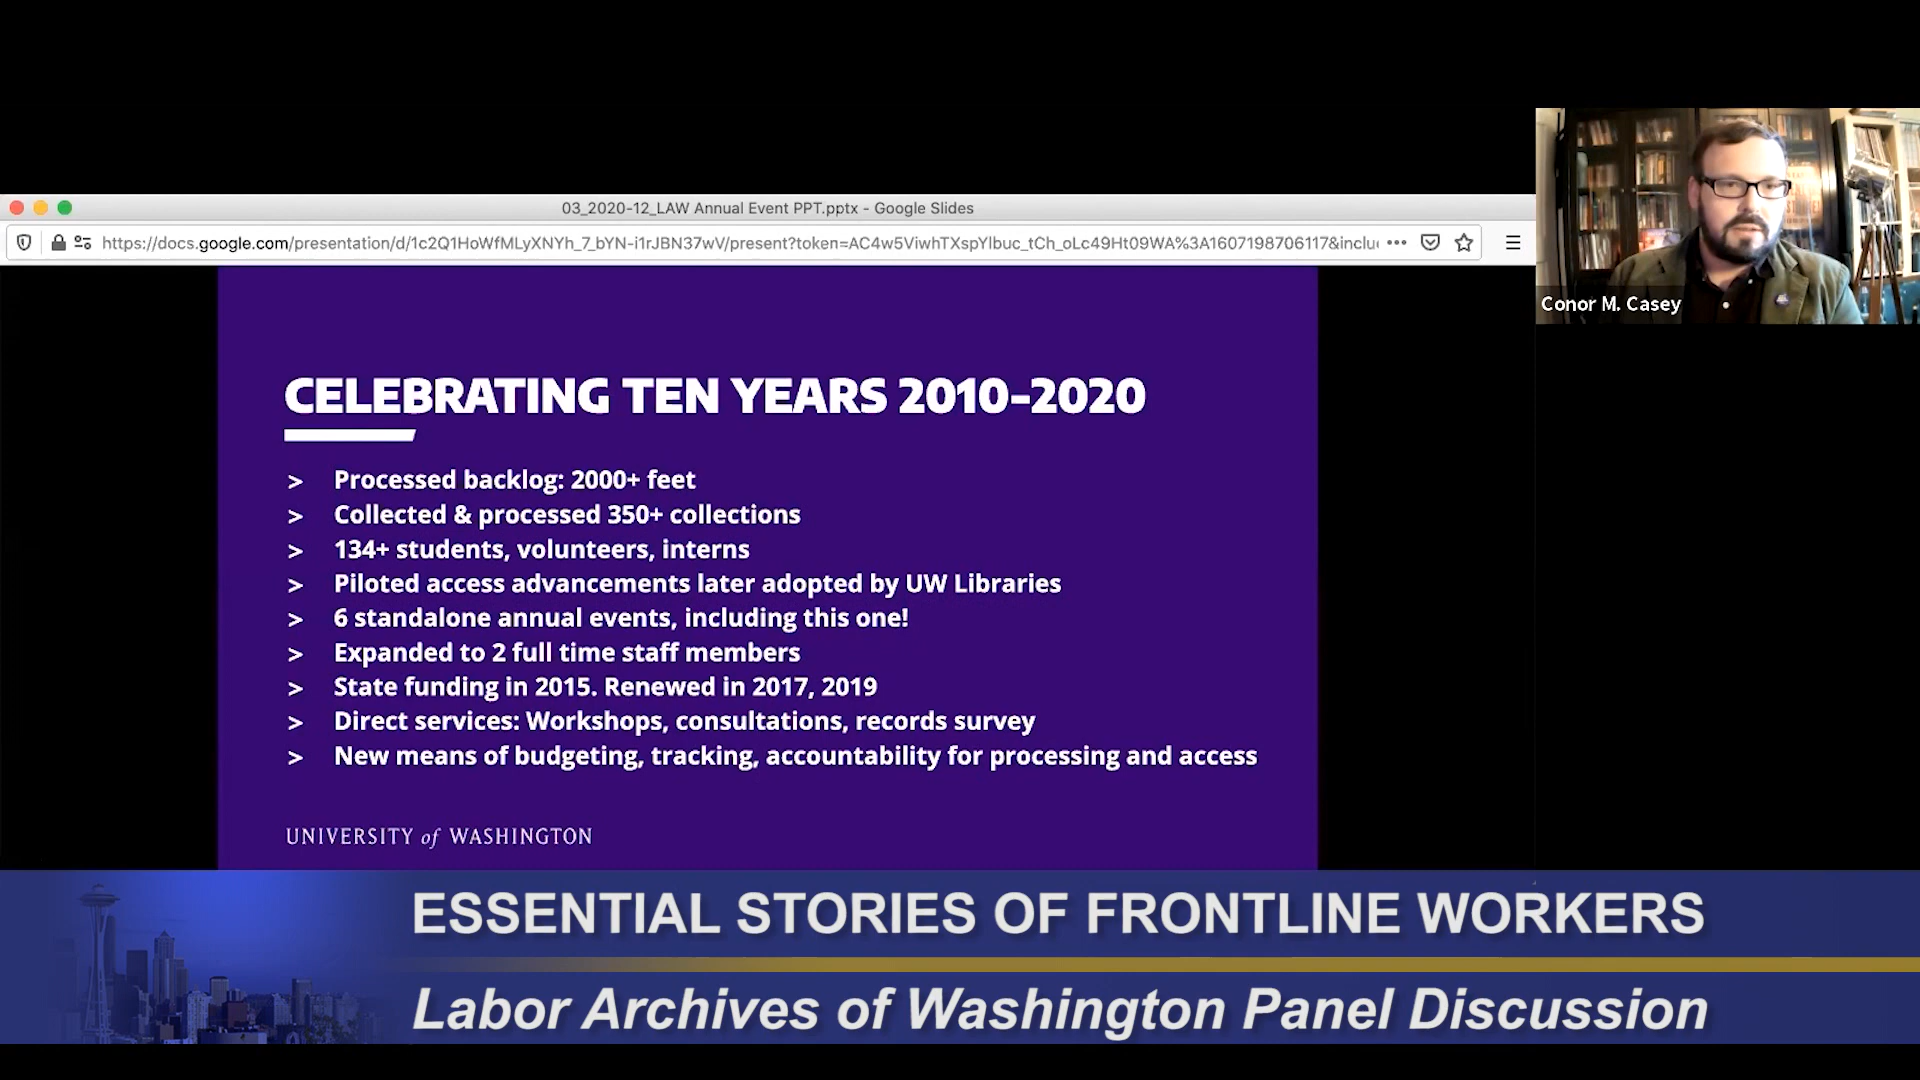 03_2020-12_LAW Annual Event PPT.pptx - Google Slides
https://docs.google.com/presentation/d/1c2Q1HoWfMLyXNYh_7_bYN-i1rJBN37wV/present?token=AC4w5ViwhTXspYlbuc_tCh_oLc49Ht09WA%3A1607198706117&inclu
Conor M. Casey
CELEBRATING TEN YEARS 2010-2020
> Processed backlog: 2000+ feet
> Collected & processed 350+ collections
> 134+ students, volunteers, interns
> Piloted access advancements later adopted by UW Libraries
> 6 standalone annual events, including this one!
> Expanded to 2 full time staff members
> State funding in 2015. Renewed in 2017, 2019
> Direct services: Workshops, consultations, records survey
> New means of budgeting, tracking, accountability for processing and access
UNIVERSITY of WASHINGTON
ESSENTIAL STORIES OF FRONTLINE WORKERS
Labor Archives of Washington Panel Discussion